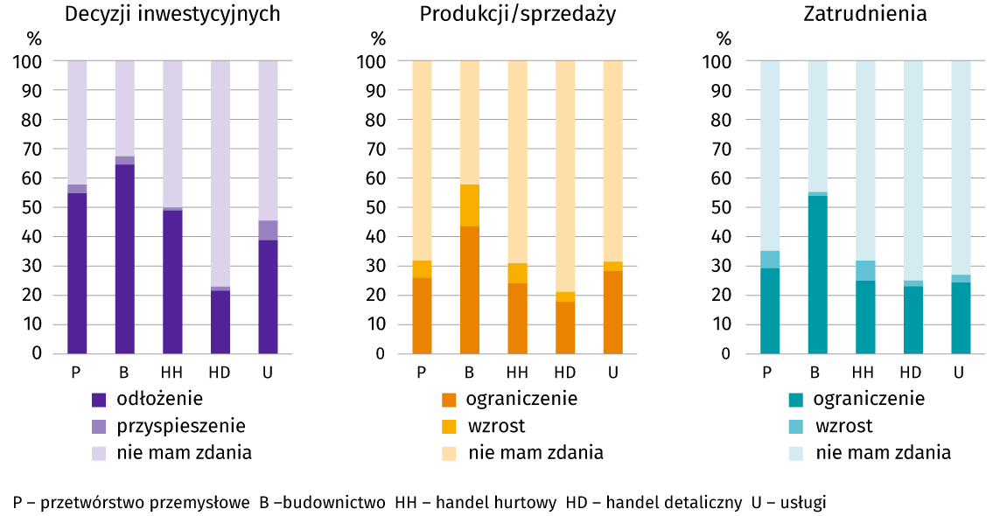 Decyzji inwestycyjnych
%
100
90
80
70
60
50
40
30
20
10
0
P B HH HD U
odłożenie
przyspieszenie
nie mam zdania
Produkcji/sprzedaży
%
100
90
80
70
60
50
40
30
20
10
0
P B HH HD U
ograniczenie
wzrost
nie mam zdania
Zatrudnienia
%
100
90
80
70
60
50
40
30
20
10
0
P B HH HD U
ograniczenie
wzrost
nie mam zdania
P – przetwórstwo przemysłowe B –budownictwo HH – handel hurtowy HD – handel detaliczny U – usługi